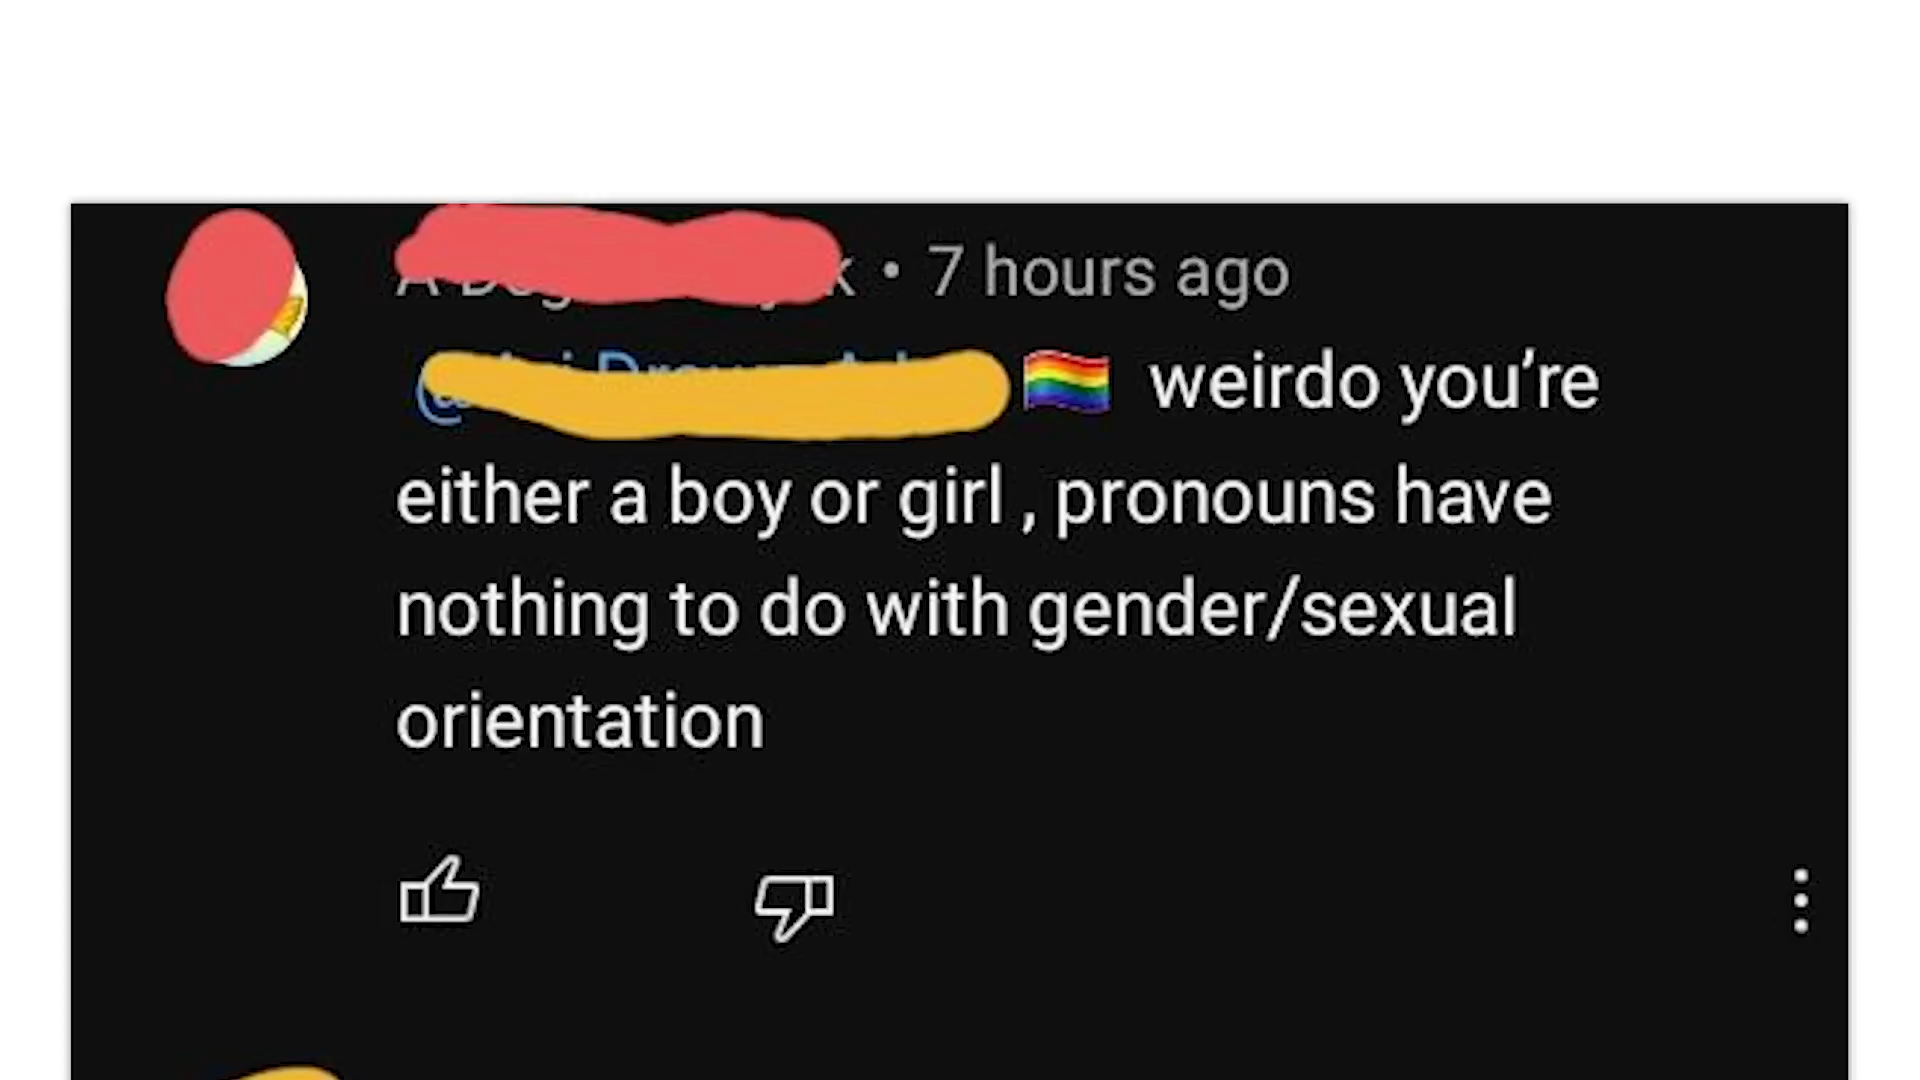 • 7 hours ago
🏳️‍🌈 weirdo you’re
either a boy or girl , pronouns have
nothing to do with gender/sexual
orientation